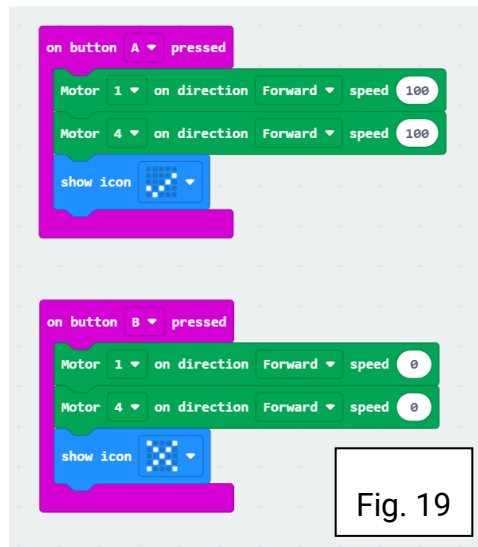 on button A pressed
Motor 1 on direction Forward speed 100
Motor 4 on direction Forward speed 100
show icon
on button B pressed
Motor 1 on direction Forward speed 0
Motor 4 on direction Forward speed 0
show icon
Fig. 19